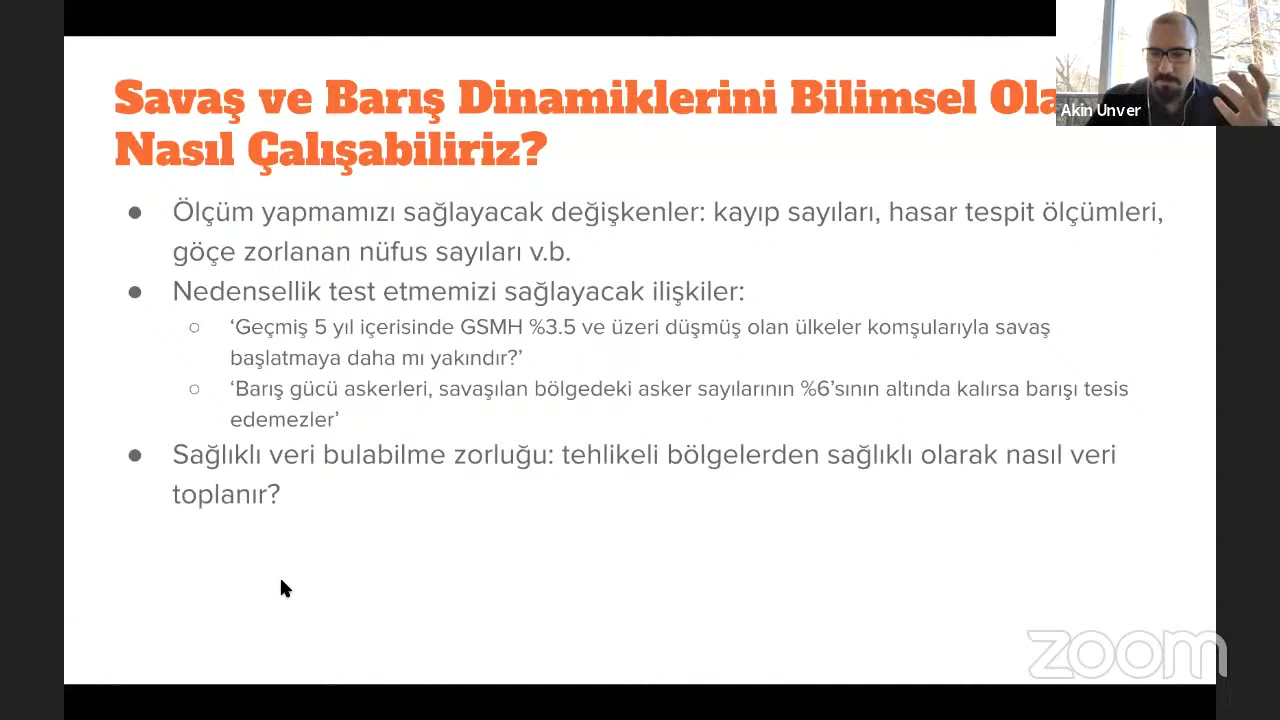 Savaş ve Barış Dinamiklerini Bilimsel
Nasıl Çalışabiliriz?
Akin Unver
● Ölçüm yapmamızı sağlayacak değişkenler: kayıp sayıları, hasar tespit ölçümleri,
göçe zorlanan nüfus sayıları v.b.
● Nedensellik test etmemizi sağlayacak ilişkiler:
○ ‘Geçmiş 5 yıl içerisinde GSMH %3.5 ve üzeri düşmüş olan ülkeler komşularıyla savaş
başlatmaya daha mı yakındır?’
○ ‘Barış gücü askerleri, savaşılan bölgedeki asker sayılarının %6’sının altında kalırsa barışı tesis
edemezler’
● Sağlıklı veri bulabilme zorluğu: tehlikeli bölgelerden sağlıklı olarak nasıl veri
toplanır?
zoom